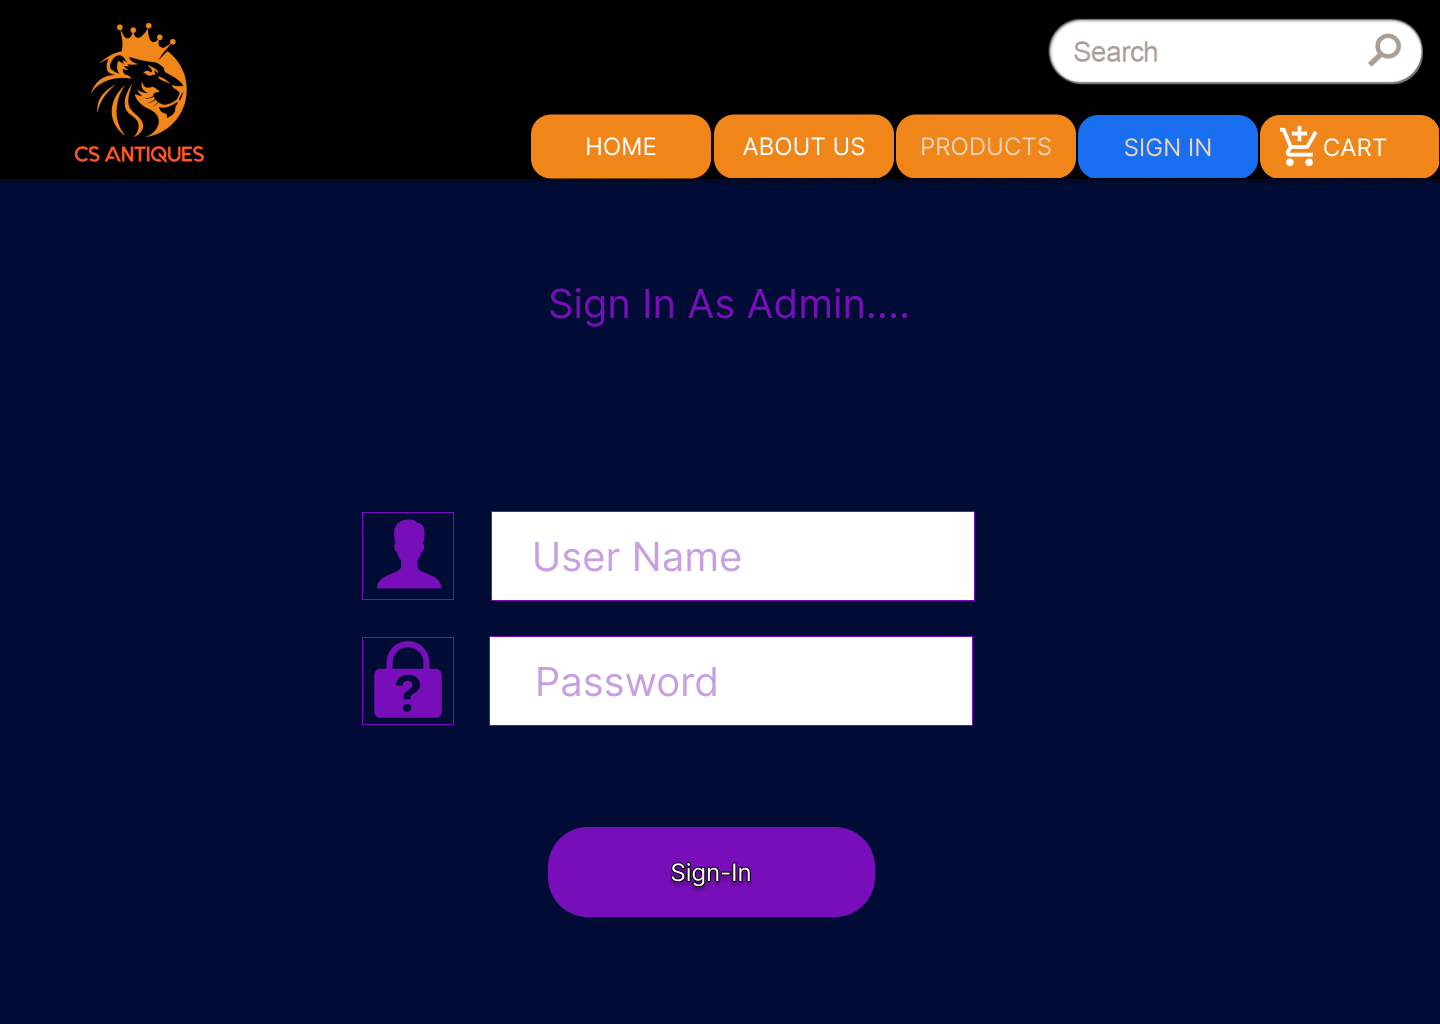 Search
CS ANTIQUES
HOME
ABOUT US
PRODUCTS
SIGN IN
CART
Sign In As Admin....
User Name
?
Password
Sign-In